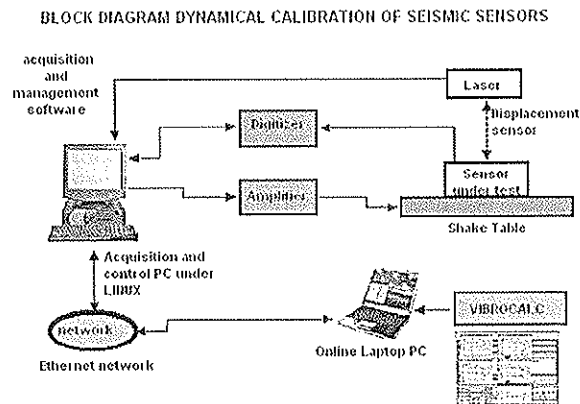 BLOCK DIAGRAM DYNAMICAL CALIBRATION OF SEISMIC SENSORS
acquisition
and
management
software
Laser
Displacement
sensor
Digitizer
Sensor
under test
Amplifier
Shake Table
Acquisition and
control PC under
LINUX
network
Ethernet network
Online Laptop PC
VIBROCALC